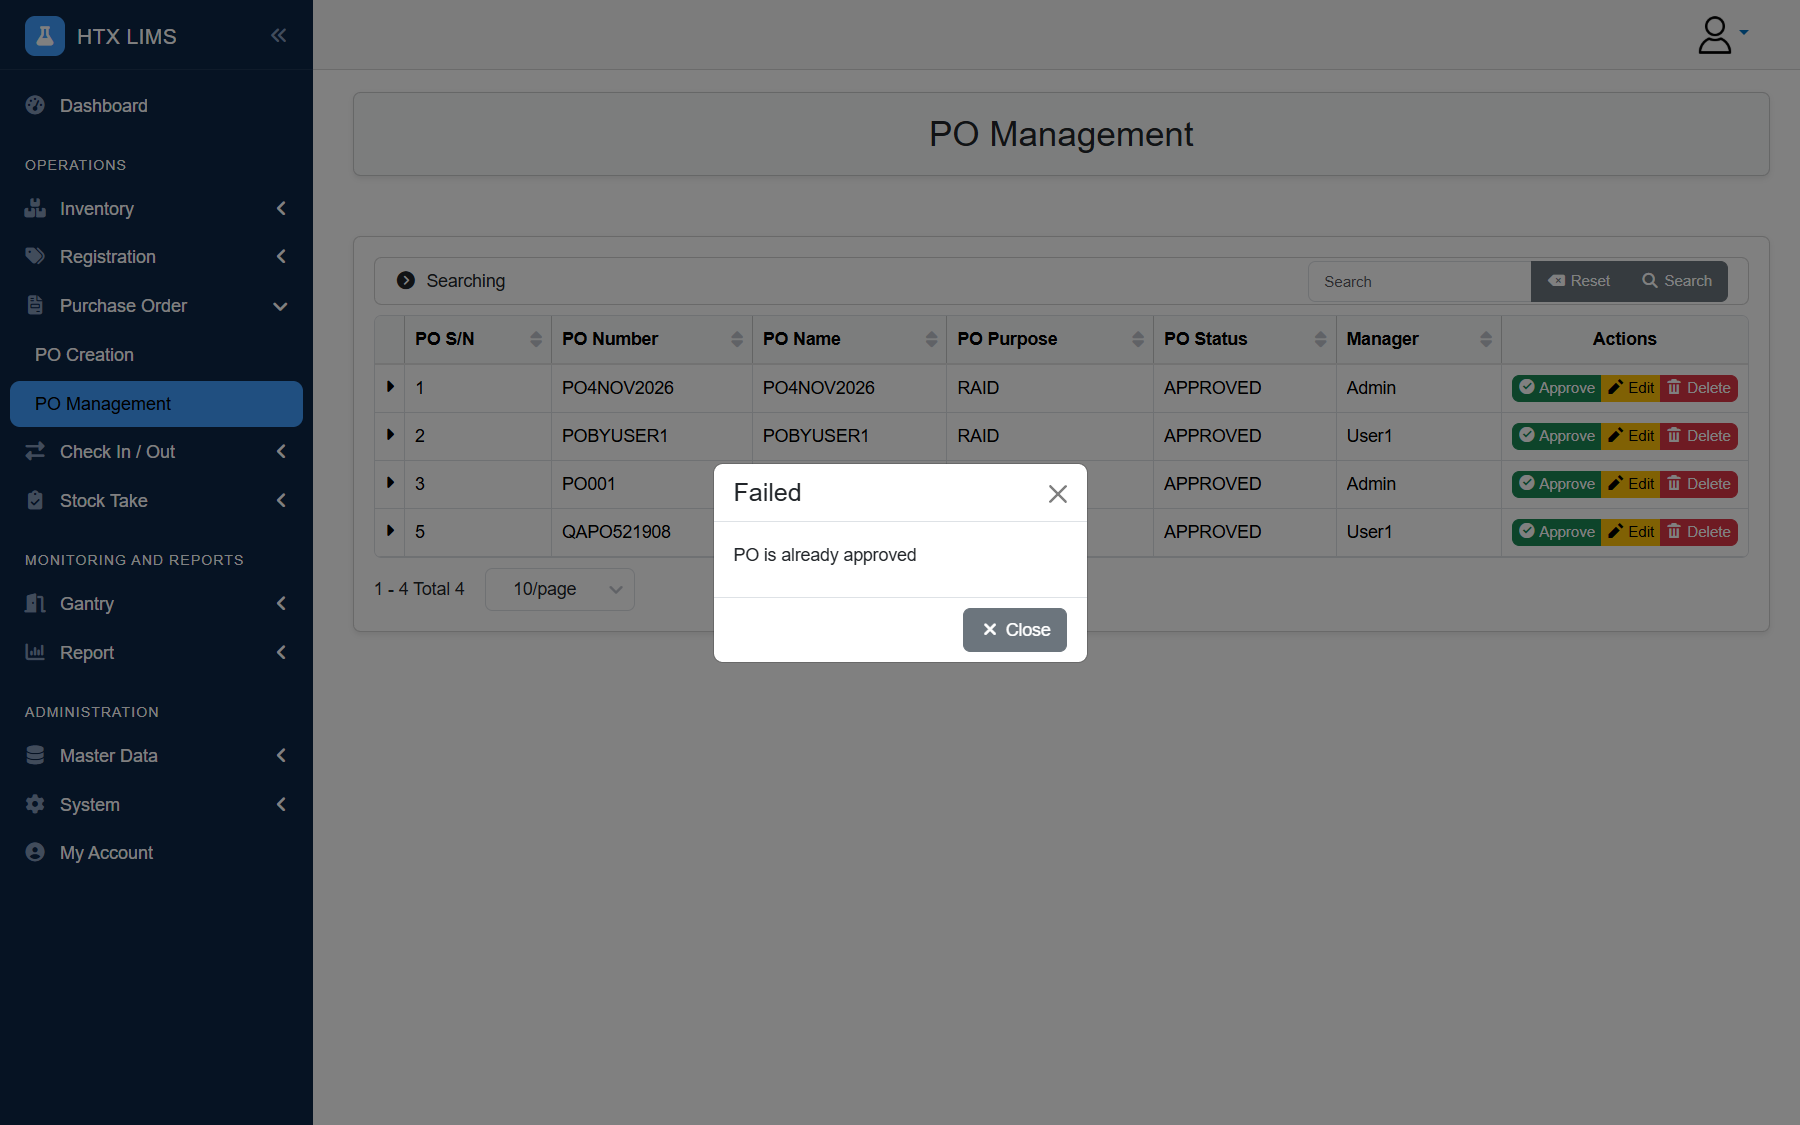 HTX LIMS
Dashboard
OPERATIONS
Inventory
Registration
Purchase Order
PO Creation
PO Management
Check In / Out
Stock Take
MONITORING AND REPORTS
Gantry
Report
ADMINISTRATION
Master Data
System
My Account
PO Management
Searching
Search
Reset
Search
PO S/N PO Number PO Name PO Purpose PO Status Manager Actions
1 PO4NOV2026 PO4NOV2026 RAID APPROVED Admin Approve Edit Delete
2 POBYUSER1 POBYUSER1 RAID APPROVED User1 Approve Edit Delete
3 PO001 APPROVED Admin Approve Edit Delete
5 QAPO521908 APPROVED User1 Approve Edit Delete
1 - 4 Total 4
10/page
Failed
PO is already approved
Close